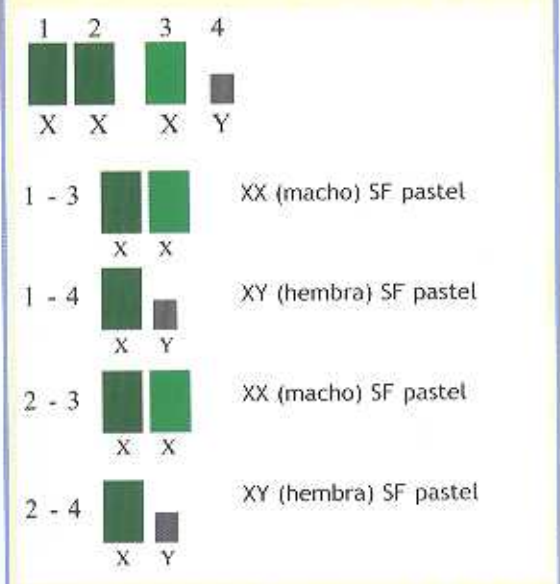 1 2 3 4
X X X Y
1 - 3 XX (macho) SF pastel
X X
1 - 4 XY (hembra) SF pastel
X Y
2 - 3 XX (macho) SF pastel
X X
2 - 4 XY (hembra) SF pastel
X Y